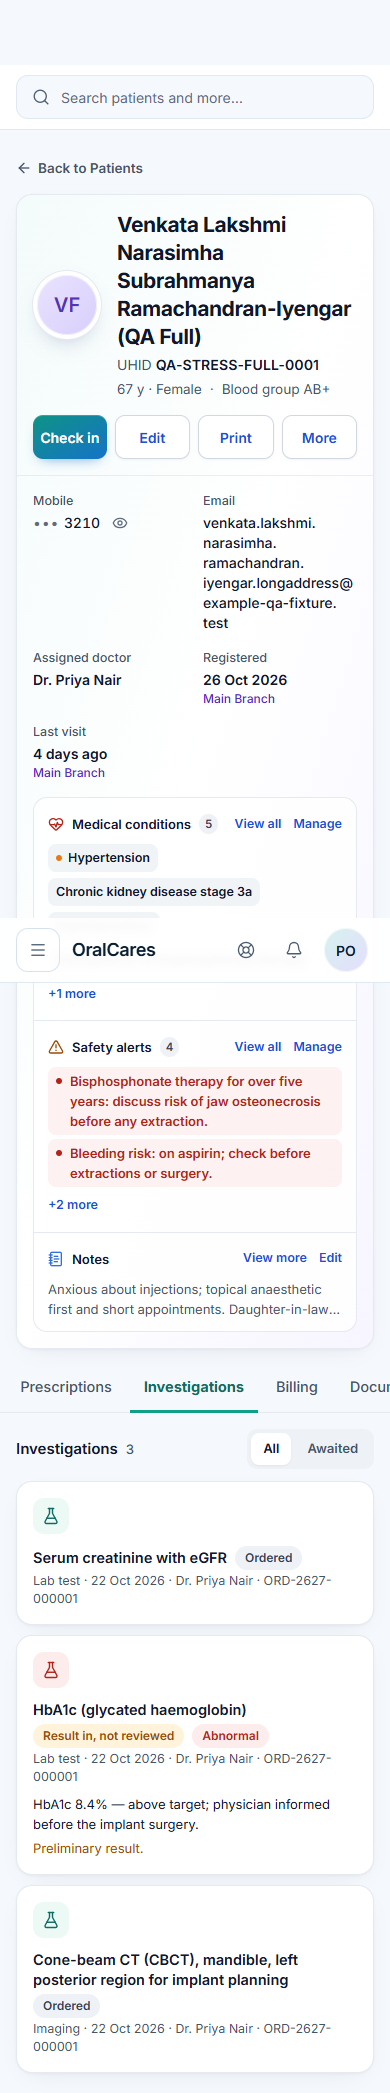 Search patients and more...
Back to Patients
VF
Venkata Lakshmi
Narasimha
Subrahmanya
Ramachandran-Iyengar
(QA Full)
UHID QA-STRESS-FULL-0001
67 y · Female · Blood group AB+
Check in
Edit
Print
More
Mobile
••• 3210
Email
venkata.lakshmi.
narasimha.
ramachandran.
iyengar.longaddress@
example-qa-fixture.
test
Assigned doctor
Dr. Priya Nair
Registered
26 Oct 2026
Main Branch
Last visit
4 days ago
Main Branch
Medical conditions 5 View all Manage
Hypertension
Chronic kidney disease stage 3a
OralCares
PO
+1 more
Safety alerts 4 View all Manage
Bisphosphonate therapy for over five
years: discuss risk of jaw osteonecrosis
before any extraction.
Bleeding risk: on aspirin; check before
extractions or surgery.
+2 more
Notes View more Edit
Anxious about injections; topical anaesthetic
first and short appointments. Daughter-in-law...
Prescriptions Investigations Billing Docur
Investigations 3 All Awaited
Serum creatinine with eGFR Ordered
Lab test · 22 Oct 2026 · Dr. Priya Nair · ORD-2627-
000001
HbA1c (glycated haemoglobin)
Result in, not reviewed Abnormal
Lab test · 22 Oct 2026 · Dr. Priya Nair · ORD-2627-
000001
HbA1c 8.4% — above target; physician informed
before the implant surgery.
Preliminary result.
Cone-beam CT (CBCT), mandible, left
posterior region for implant planning
Ordered
Imaging · 22 Oct 2026 · Dr. Priya Nair · ORD-2627-
000001